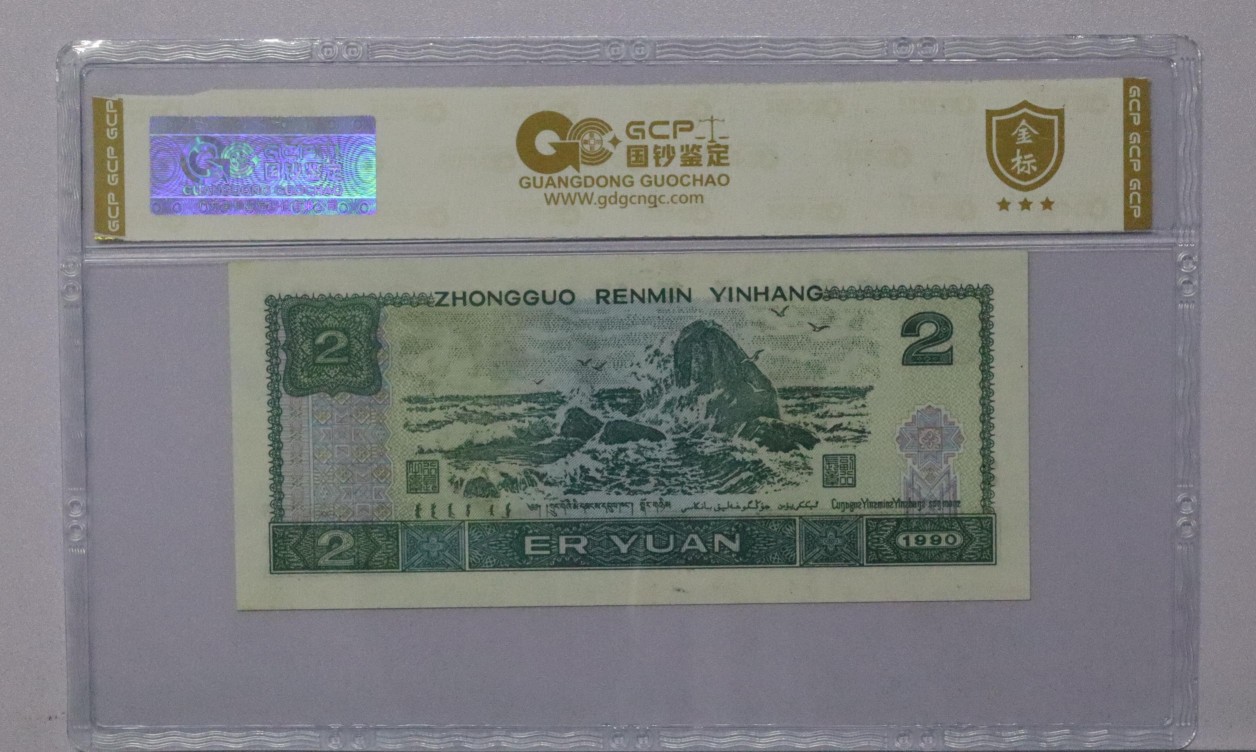 GCP GCP GCP
GCP 国钞鉴定
GUANGDONG GUOCHAO
WWW.gdgcnqc.com
金标
GCP GCP GCP
ZHONGGUO RENMIN YINHANG
2
2
2
ER YUAN
1990